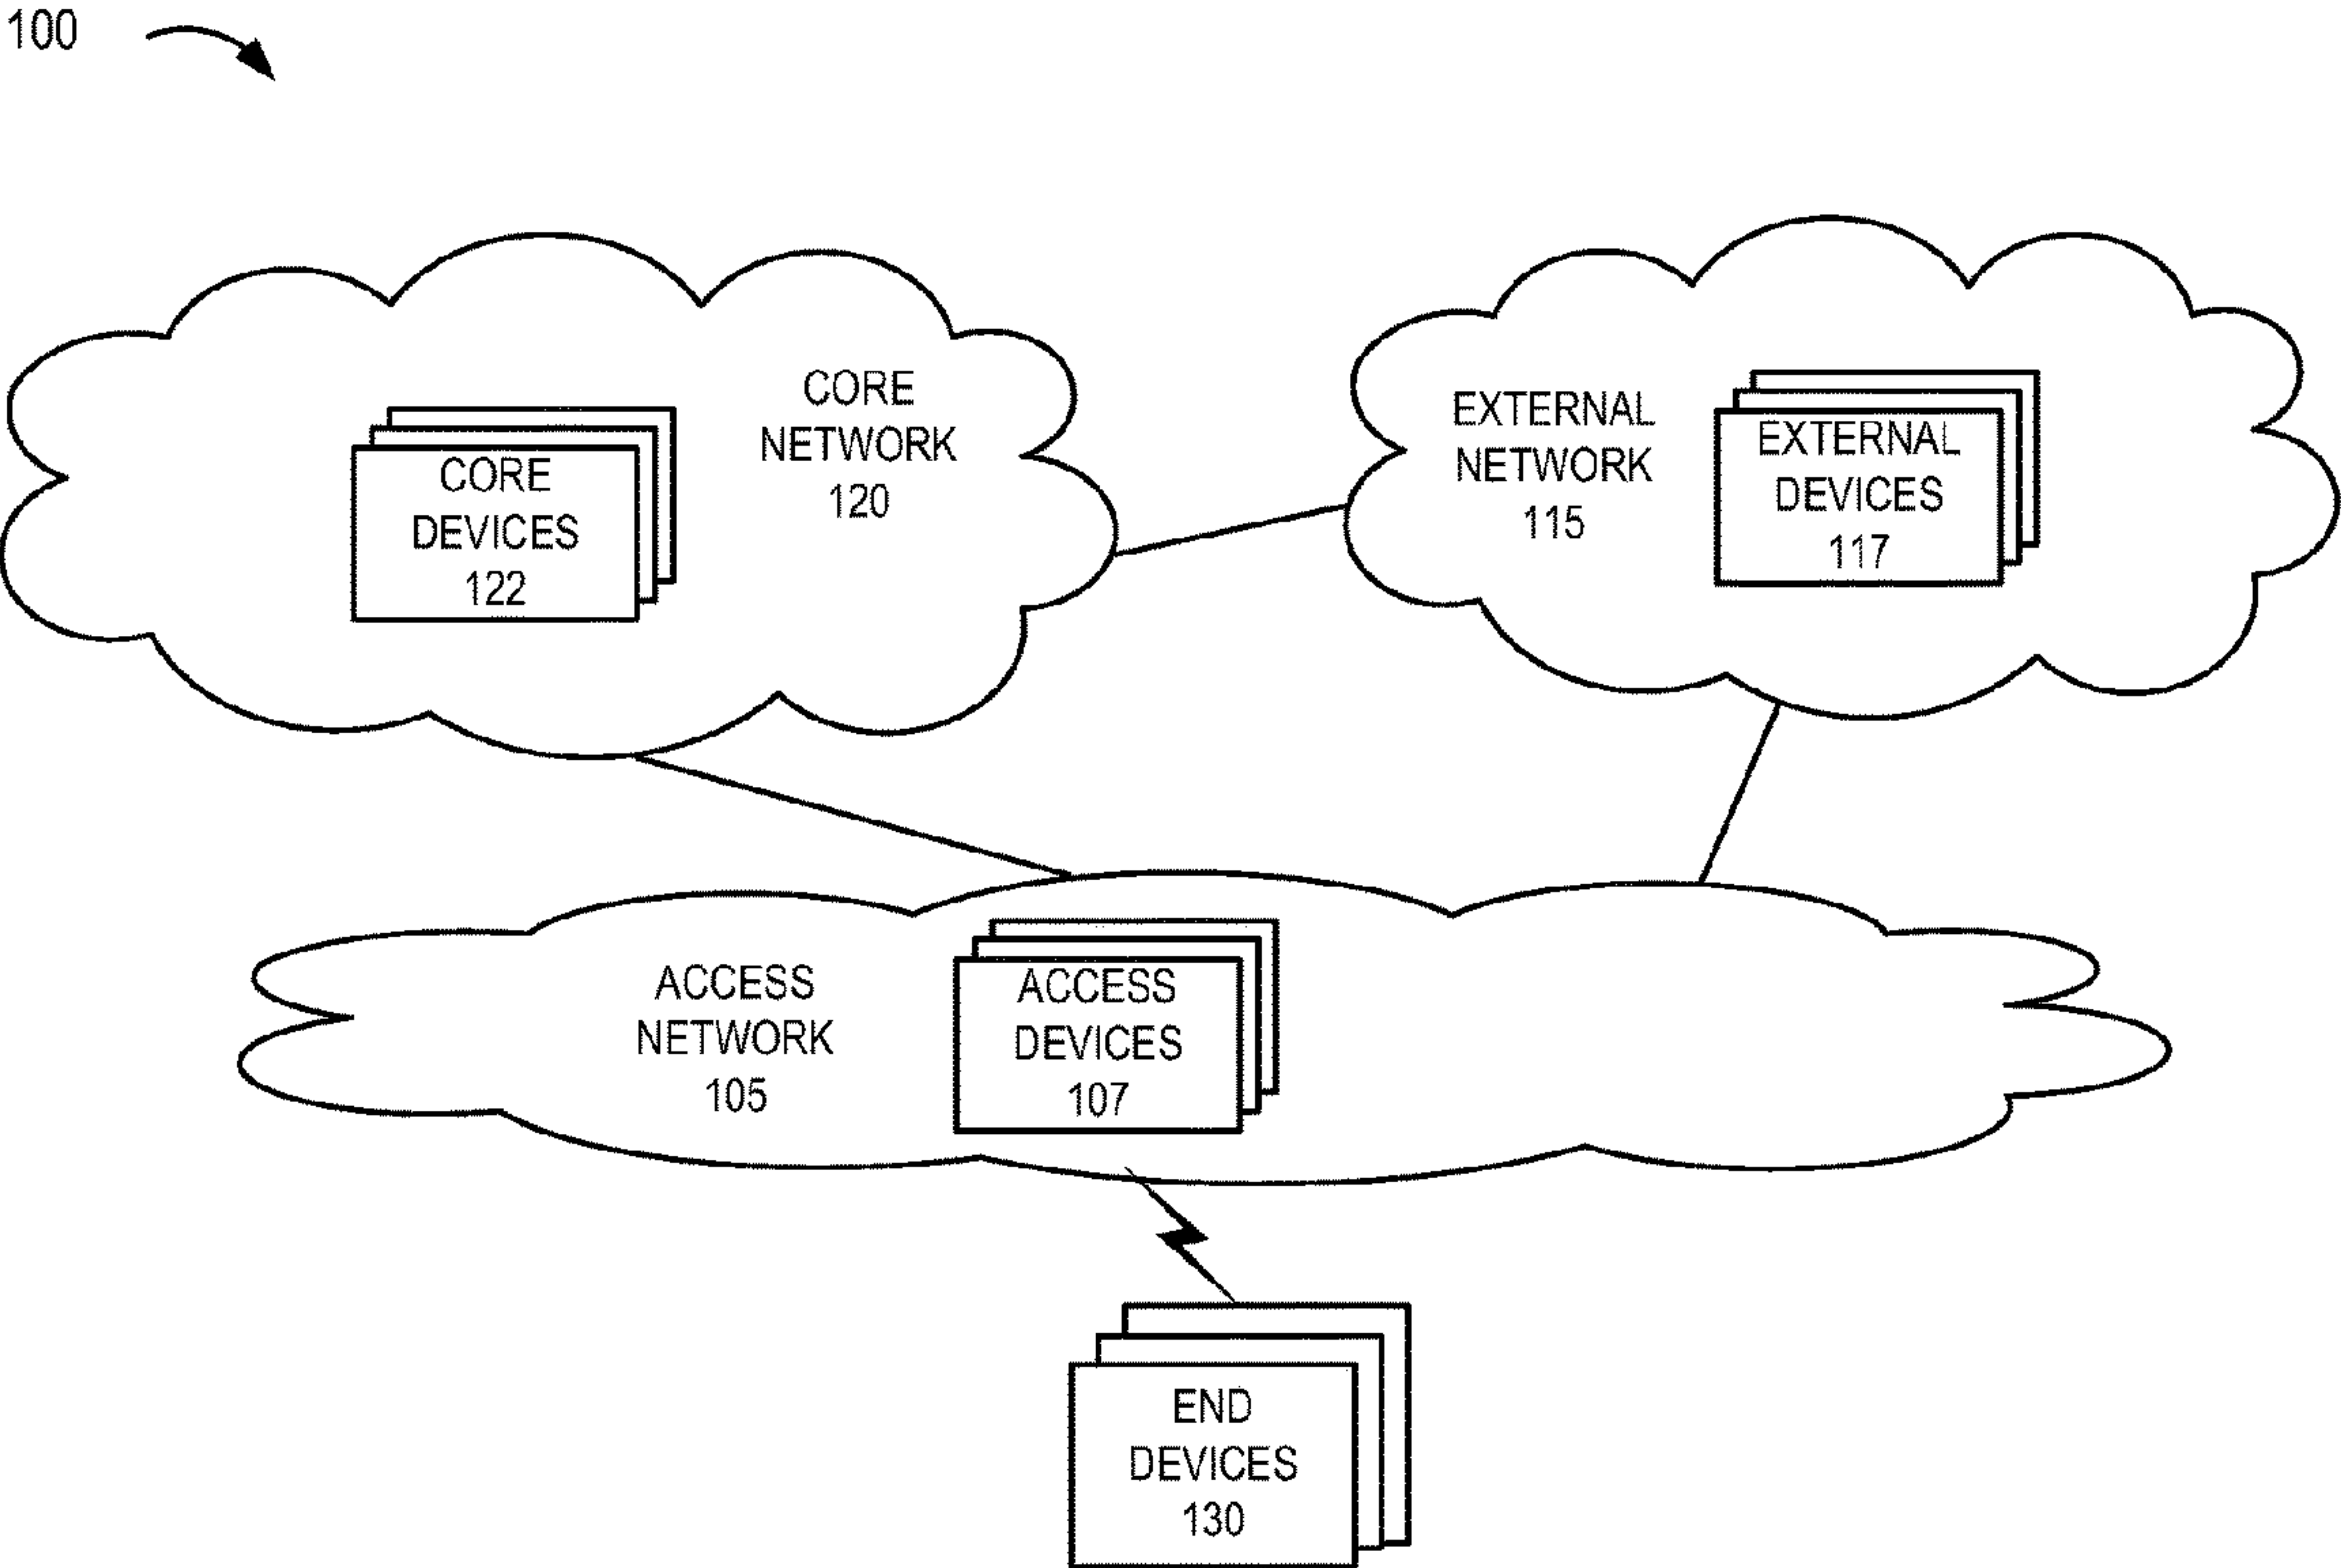 100
CORE
NETWORK
120
CORE
DEVICES
122
EXTERNAL
NETWORK
115
EXTERNAL
DEVICES
117
ACCESS
NETWORK
105
ACCESS
DEVICES
107
END
DEVICES
130